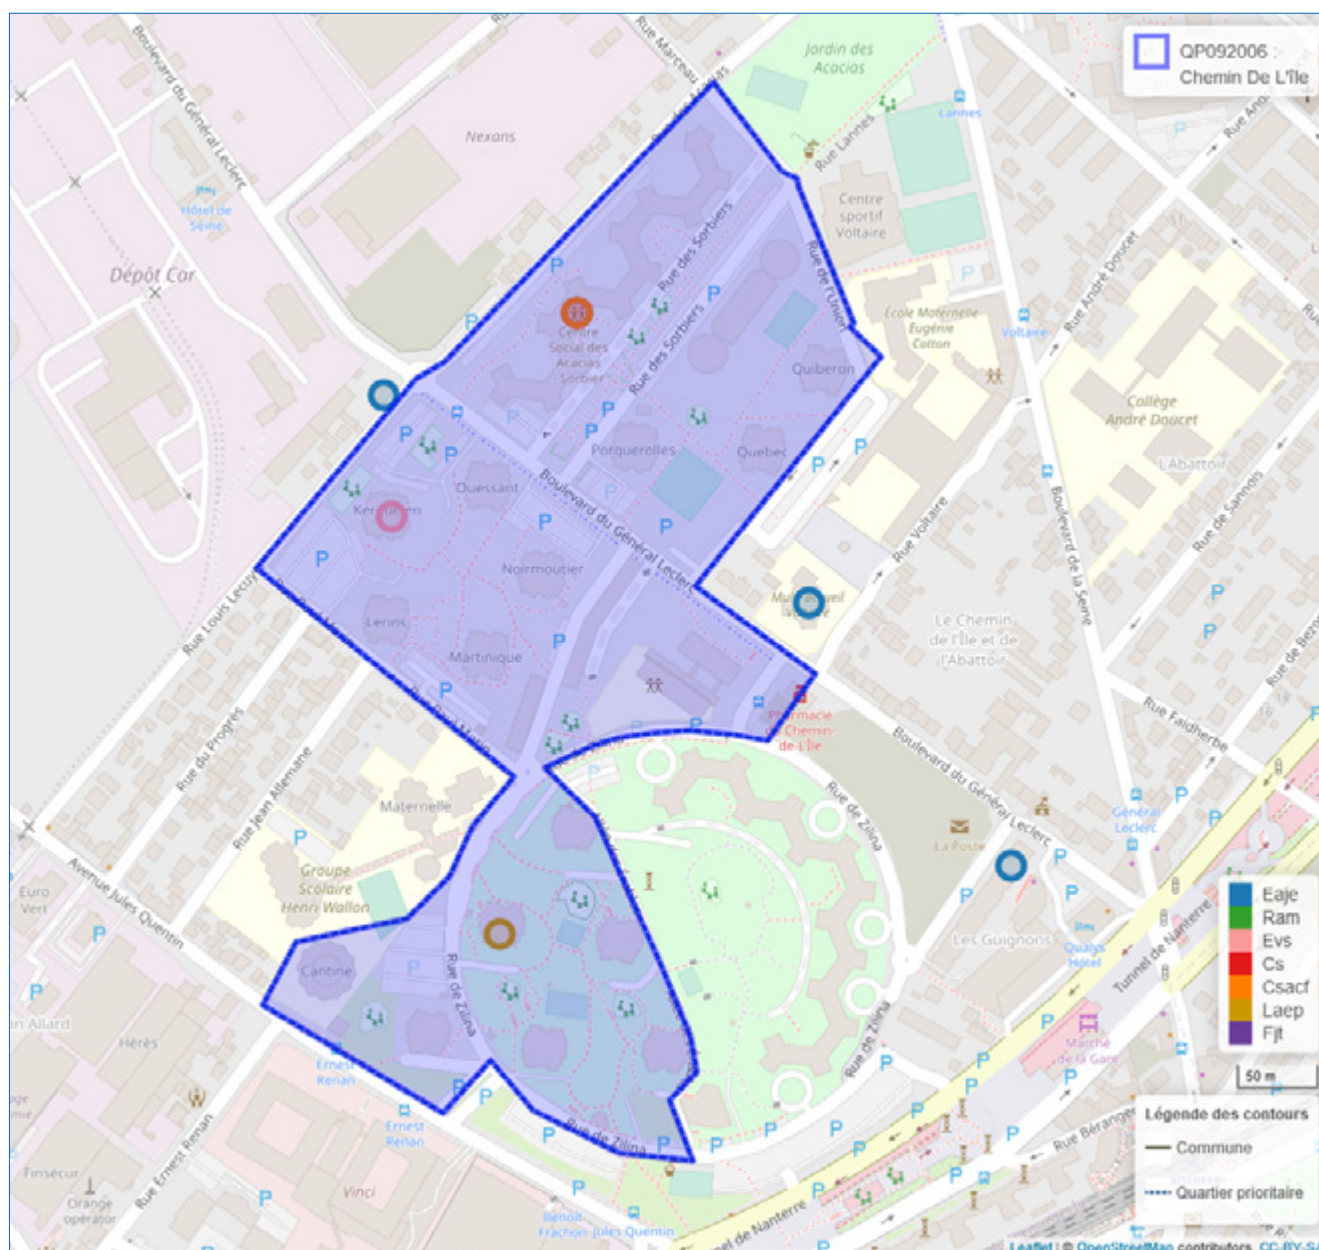 Boulevard du Général Leclerc
Rue Marceau
Jardin des
Acacias
QP092006 :
Chemin De L'île
Nexans
Rue Lannes
Lannes
Hôtel de
Seine
Centre
sportif
Voltaire
Dépôt Car
Rue des Sorbiers
Rue de l'Union
Rue André Doucet
École Maternelle
Eugénie
Cotton
Voltaire
Centre
Social des
Acacias
Sorbier
Rue des Sorbiers
Quiberon
Collège
André Doucet
Porquerolles
Quebec
L'Abattoir
Ouessant
Boulevard du Général Leclerc
Rue de Sannois
Boulevard de la Seine
Rue Voltaire
Noirmoutier
Rue Louis Lecuyer
Lerins
Martinique
Le Chemin
de l'Île et de
l'Abattoir
Rue Faidherbe
Pharmacie
du Chemin
de L'Île
Rue du Progrès
Rue Jean Allemane
Boulevard du Général Leclerc
Maternelle
Rue de Zilina
La Poste
Général
Leclerc
Avenue Jules Quentin
Groupe
Scolaire
Henri Wallon
Euro
Vert
Eaje
Ram
Evs
Cs
Csacf
Laep
Fjt
Les Guignons
Qualys
Hôtel
Tunnel de Nanterre
Cantine
Rue de Zilina
Rue de Zilina
Hérès
Marché
de la Gare
Ernest
Renan
50 m
Ernest
Renan
Rue Ernest Renan
Rue de Zilina
Légende des contours
Commune
Quartier prioritaire
Finsécur
Orange
opérateur
Vinci
Benoît
Frachon
Jules Quentin
Leaflet | © OpenStreetMap contributors, CC-BY-SA